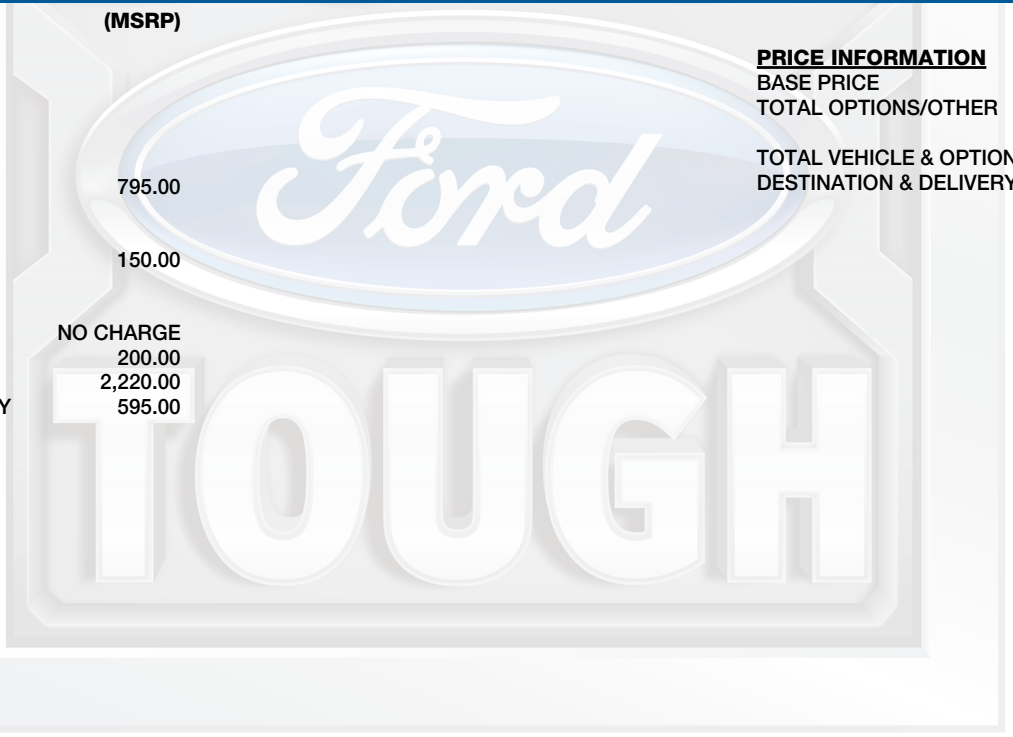 (MSRP)
795.00
150.00
NO CHARGE
200.00
2,220.00
Y 595.00
PRICE INFORMATION
BASE PRICE
TOTAL OPTIONS/OTHER
TOTAL VEHICLE & OPTION
DESTINATION & DELIVERY
Ford
TOUGH